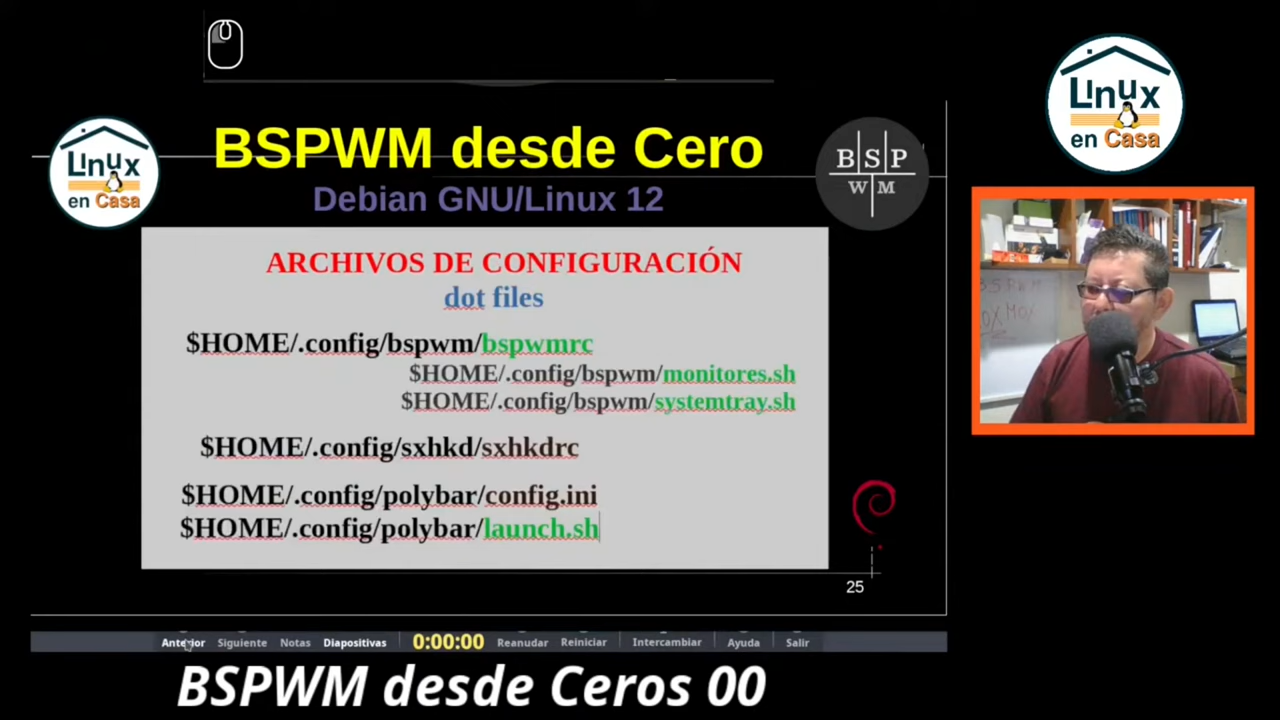 BSPWM desde Cero
Debian GNU/Linux 12
Linux
en Casa
B S P
W M
Linux
en Casa
ARCHIVOS DE CONFIGURACIÓN
dot files
$HOME/.config/bspwm/bspwmrc
$HOME/.config/bspwm/monitores.sh
$HOME/.config/bspwm/systemtray.sh
$HOME/.config/sxhkd/sxhkdrc
$HOME/.config/polybar/config.ini
$HOME/.config/polybar/launch.sh
25
Anterior Siguiente Notas Diapositivas 0:00:00 Reanudar Reiniciar Intercambiar Ayuda Salir
BSPWM desde Ceros 00